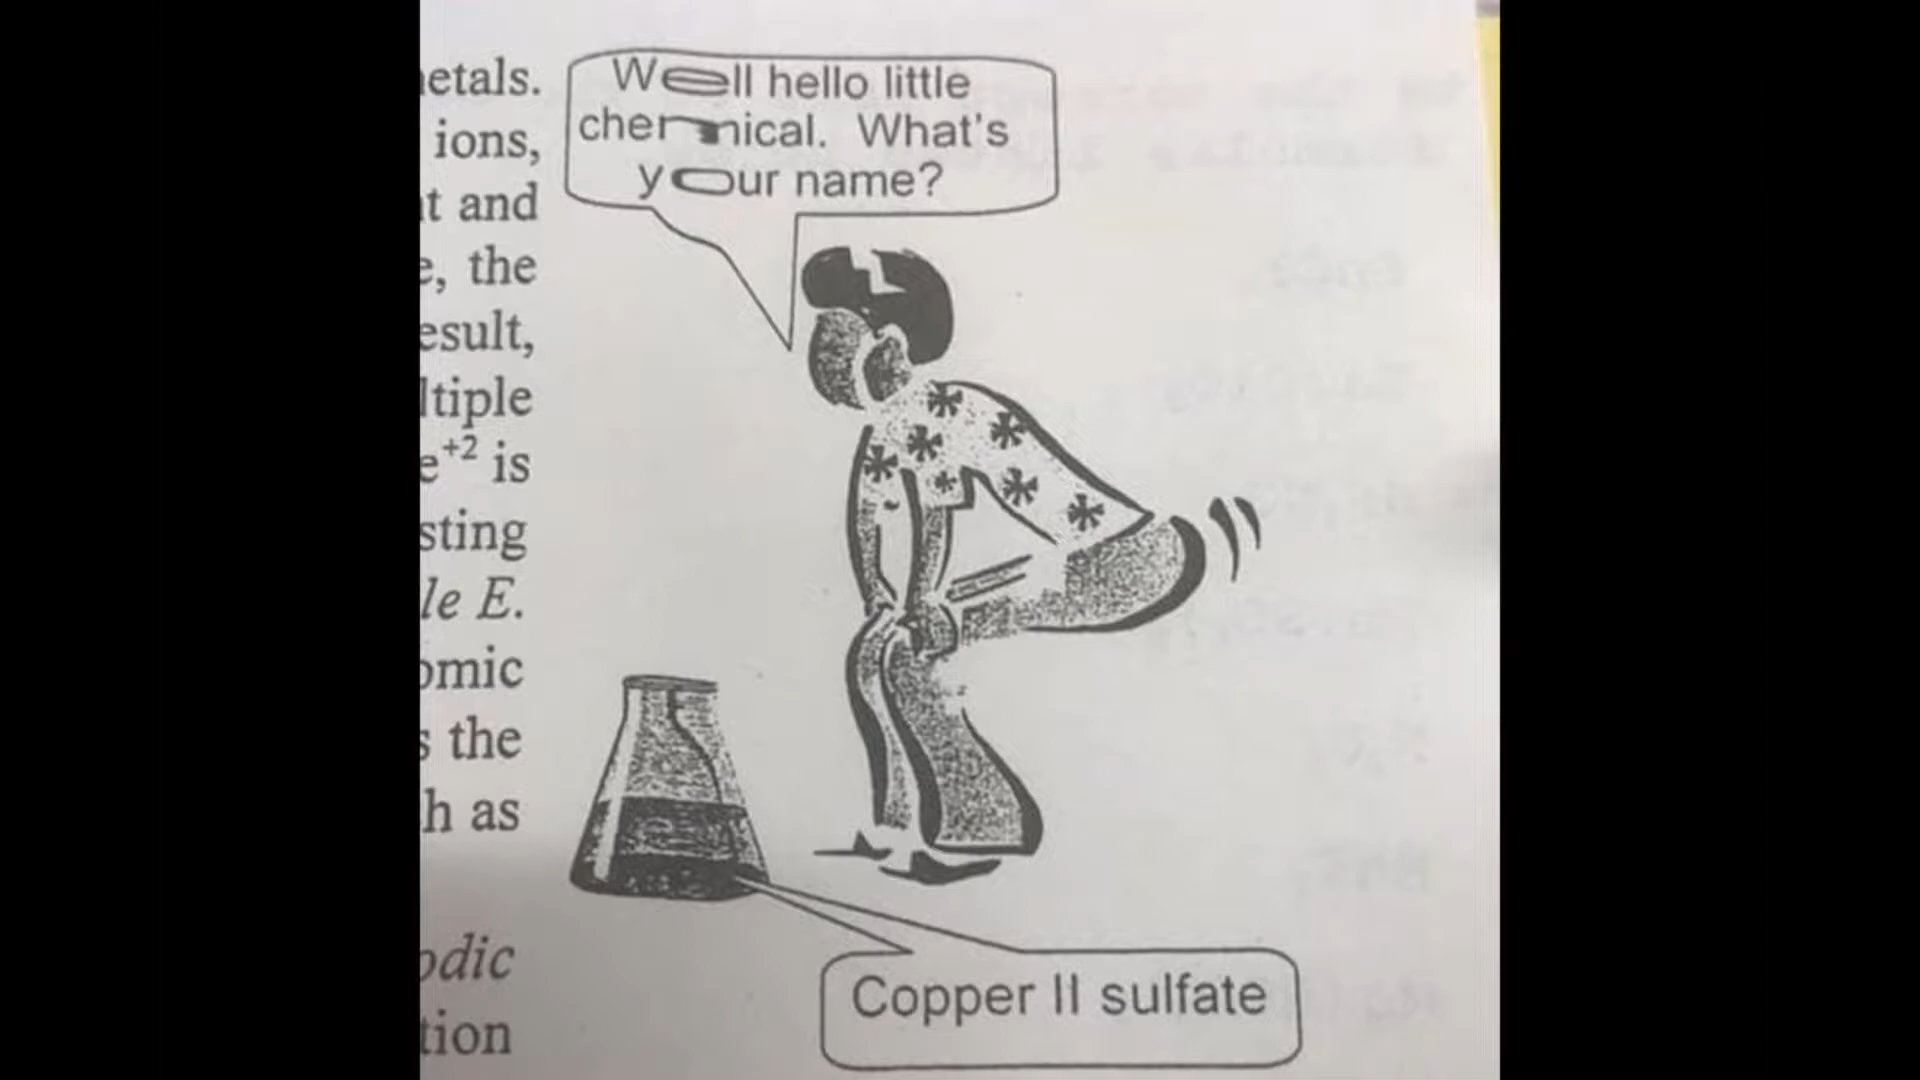 etals.
ions,
t and
e, the
esult,
ltiple
e+2 is
sting
le E.
omic
s the
h as
odic
tion
Well hello little
chemical. What's
your name?
Copper II sulfate